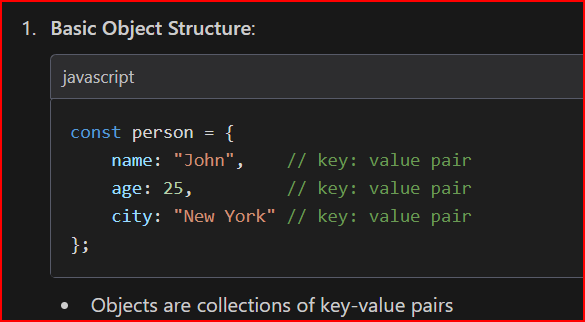 1. Basic Object Structure:
javascript
const person = {
    name: "John",    // key: value pair
    age: 25,         // key: value pair
    city: "New York" // key: value pair
};
• Objects are collections of key-value pairs